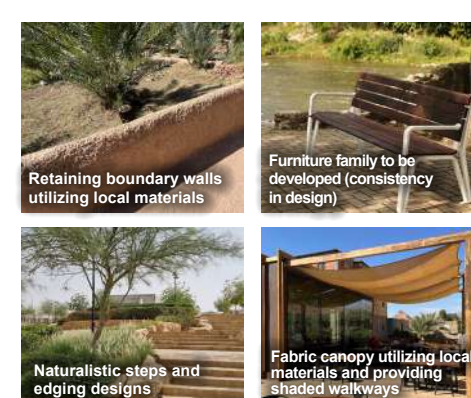 Retaining boundary walls
utilizing local materials
Furniture family to be
developed (consistency
in design)
Naturalistic steps and
edging designs
Fabric canopy utilizing local
materials and providing
shaded walkways